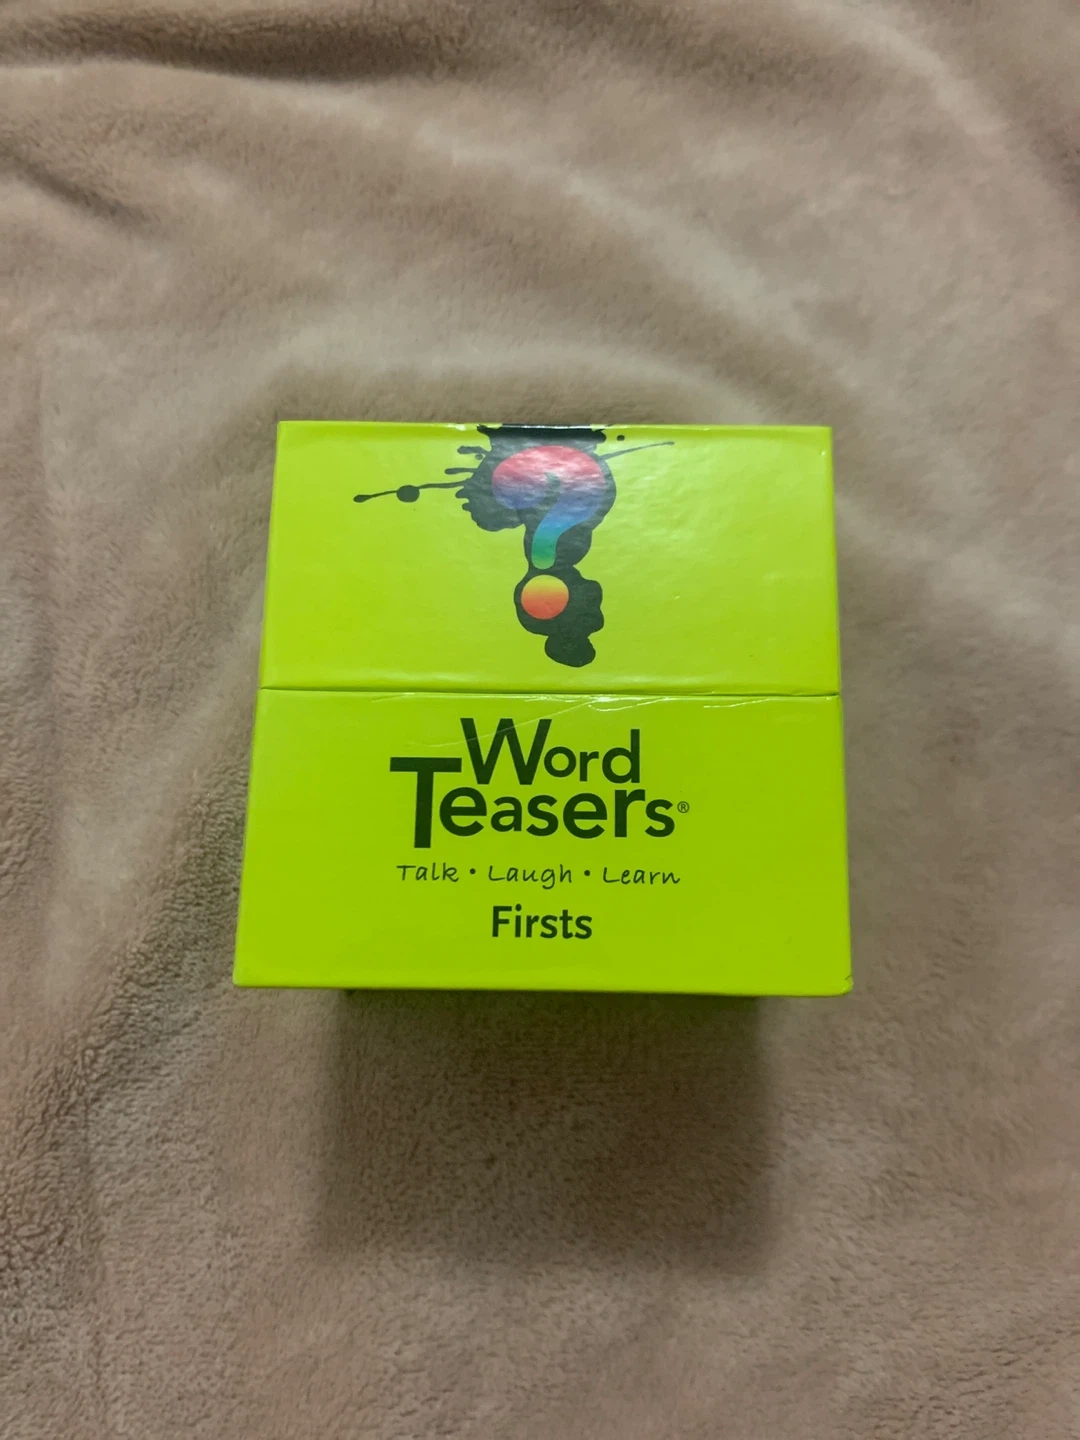 Word
Teasers®
Talk • Laugh • Learn
Firsts